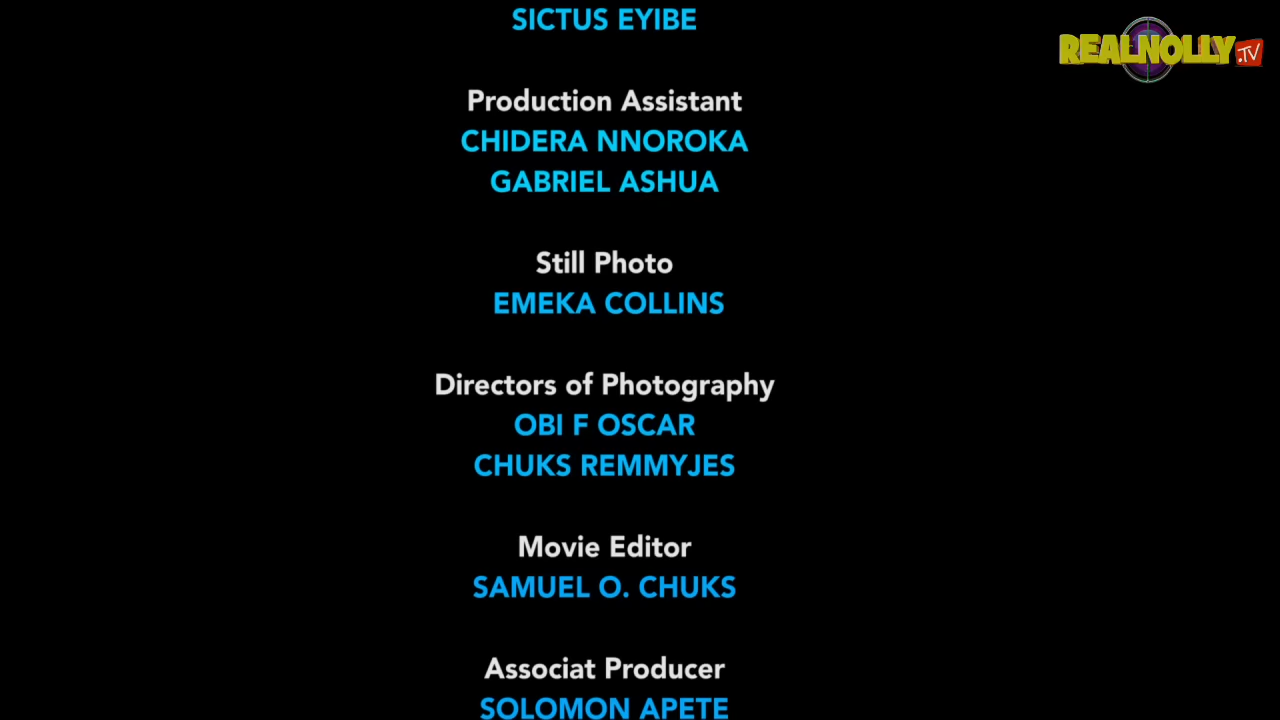 SICTUS EYIBE
REALNOLLY.TV
Production Assistant
CHIDERA NNOROKA
GABRIEL ASHUA
Still Photo
EMEKA COLLINS
Directors of Photography
OBI F OSCAR
CHUKS REMMYJES
Movie Editor
SAMUEL O. CHUKS
Associat Producer
SOLOMON APETE